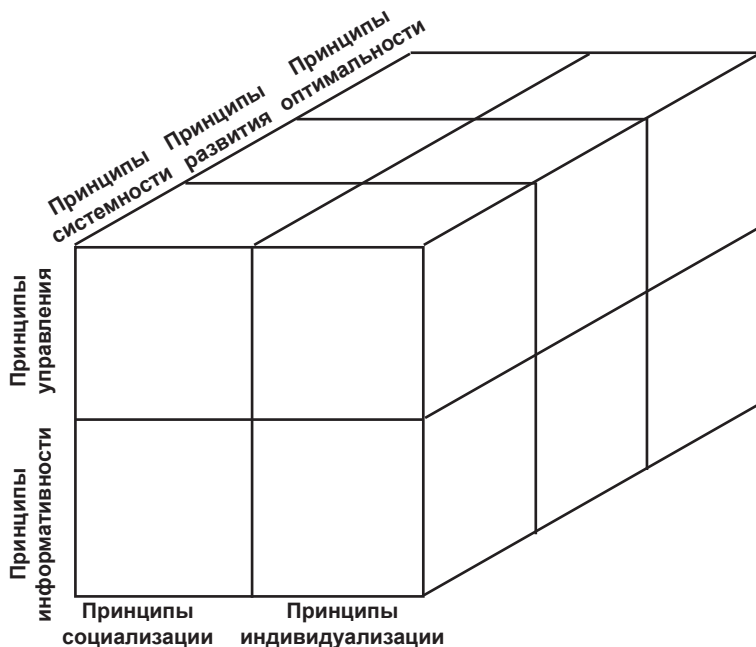 Принципы
системности
Принципы
развития
Принципы
оптимальности
Принципы
управления
Принципы
информативности
Принципы
социализации
Принципы
индивидуализации